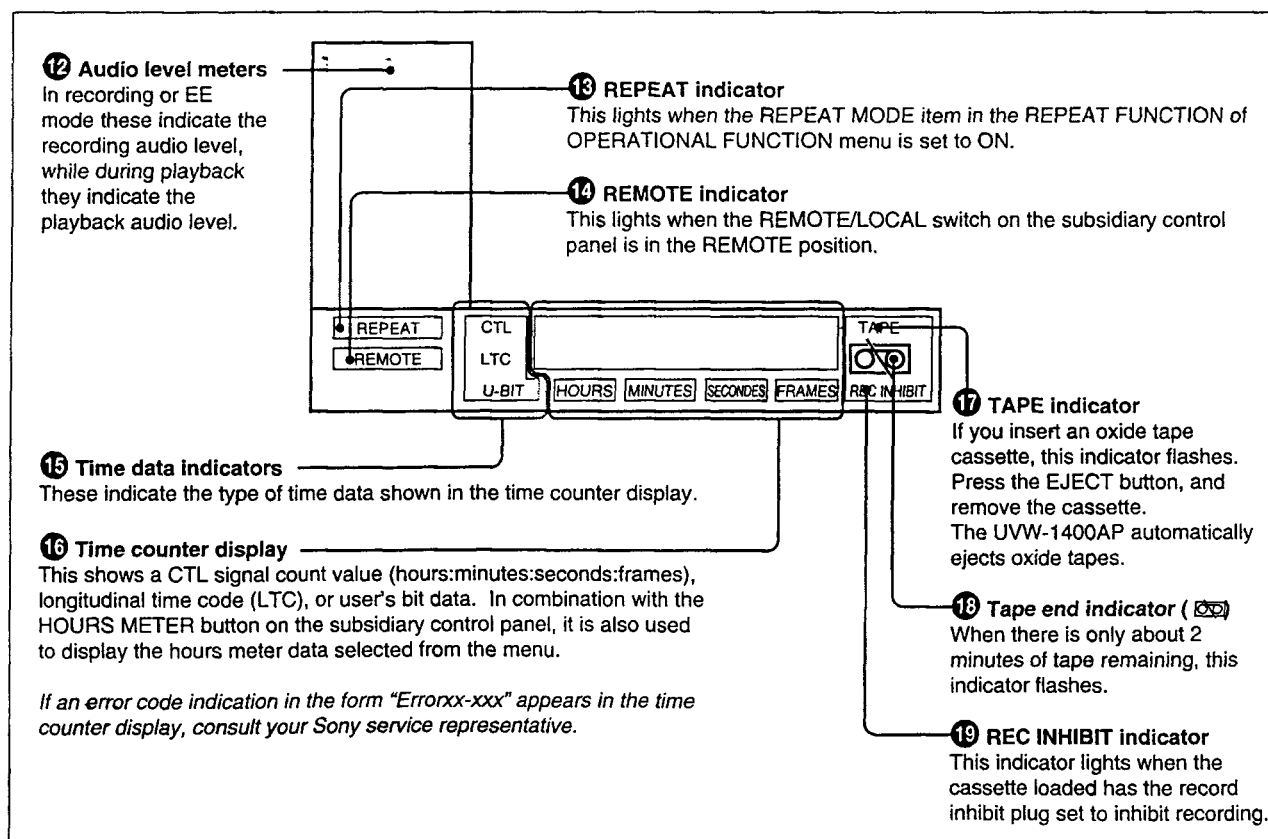 ⓬ Audio level meters
In recording or EE
mode these indicate the
recording audio level,
while during playback
they indicate the
playback audio level.
⓭ REPEAT indicator
This lights when the REPEAT MODE item in the REPEAT FUNCTION of
OPERATIONAL FUNCTION menu is set to ON.
⓮ REMOTE indicator
This lights when the REMOTE/LOCAL switch on the subsidiary control
panel is in the REMOTE position.
REPEAT
REMOTE
CTL
LTC
U-BIT
HOURS MINUTES SECONDES FRAMES
TAPE
REC INHIBIT
⓯ Time data indicators
These indicate the type of time data shown in the time counter display.
⓰ Time counter display
This shows a CTL signal count value (hours:minutes:seconds:frames),
longitudinal time code (LTC), or user's bit data. In combination with the
HOURS METER button on the subsidiary control panel, it is also used
to display the hours meter data selected from the menu.
If an error code indication in the form "Errorxx-xxx" appears in the time
counter display, consult your Sony service representative.
⓱ TAPE indicator
If you insert an oxide tape
cassette, this indicator flashes.
Press the EJECT button, and
remove the cassette.
The UVW-1400AP automatically
ejects oxide tapes.
⓲ Tape end indicator ( )
When there is only about 2
minutes of tape remaining, this
indicator flashes.
⓳ REC INHIBIT indicator
This indicator lights when the
cassette loaded has the record
inhibit plug set to inhibit recording.